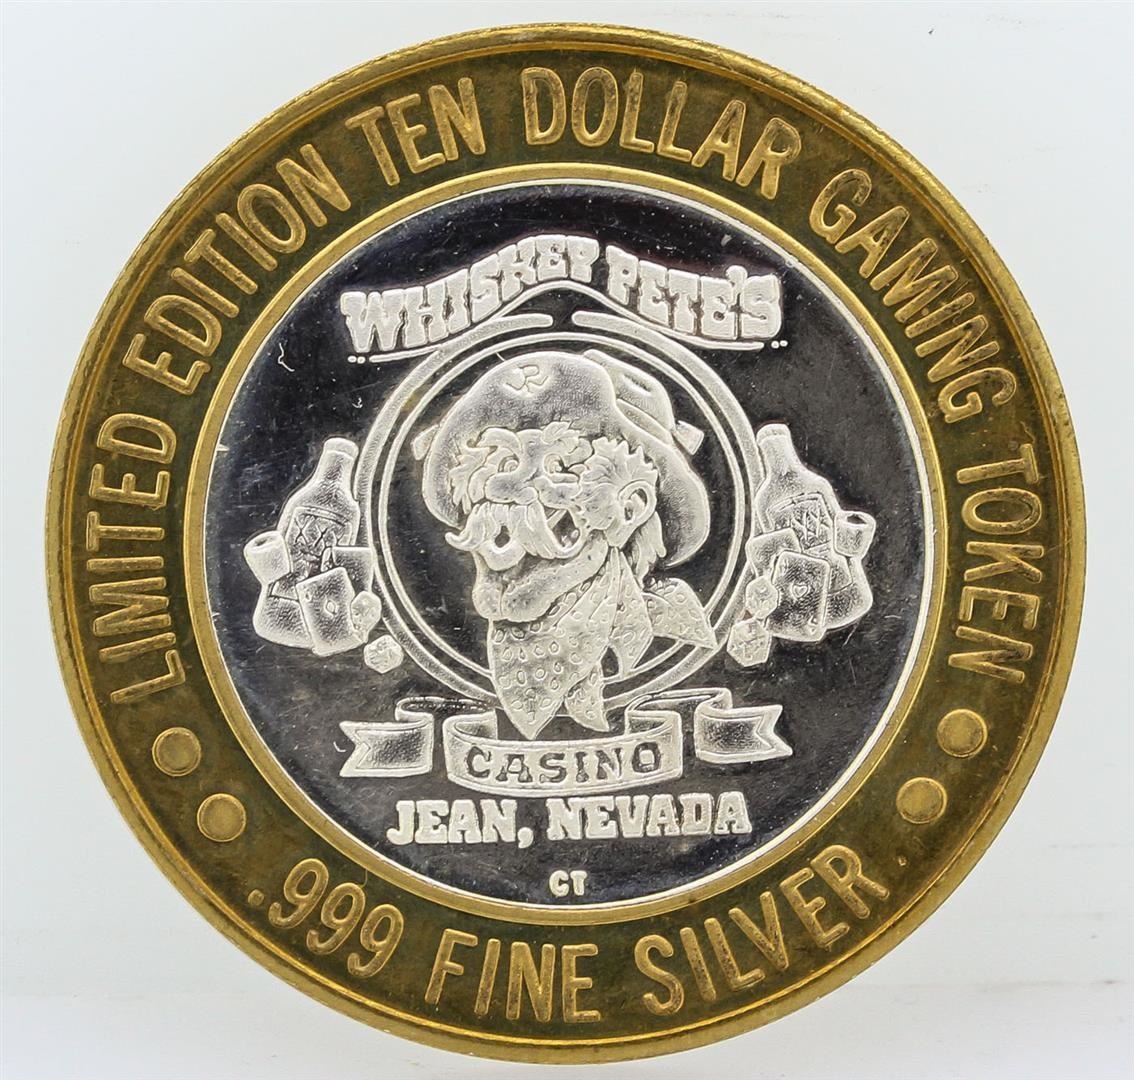 LIMITED EDITION TEN DOLLAR GAMING TOKEN
WHISKEY PETE'S
CASINO
JEAN, NEVADA
CT
.999 FINE SILVER